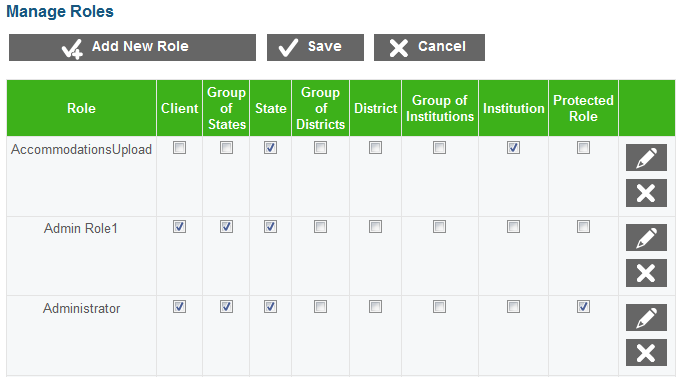 Manage Roles
Add New Role Save Cancel
Role Client Group of States State Group of Districts District Group of Institutions Institution Protected Role
AccommodationsUpload
Admin Role1
Administrator